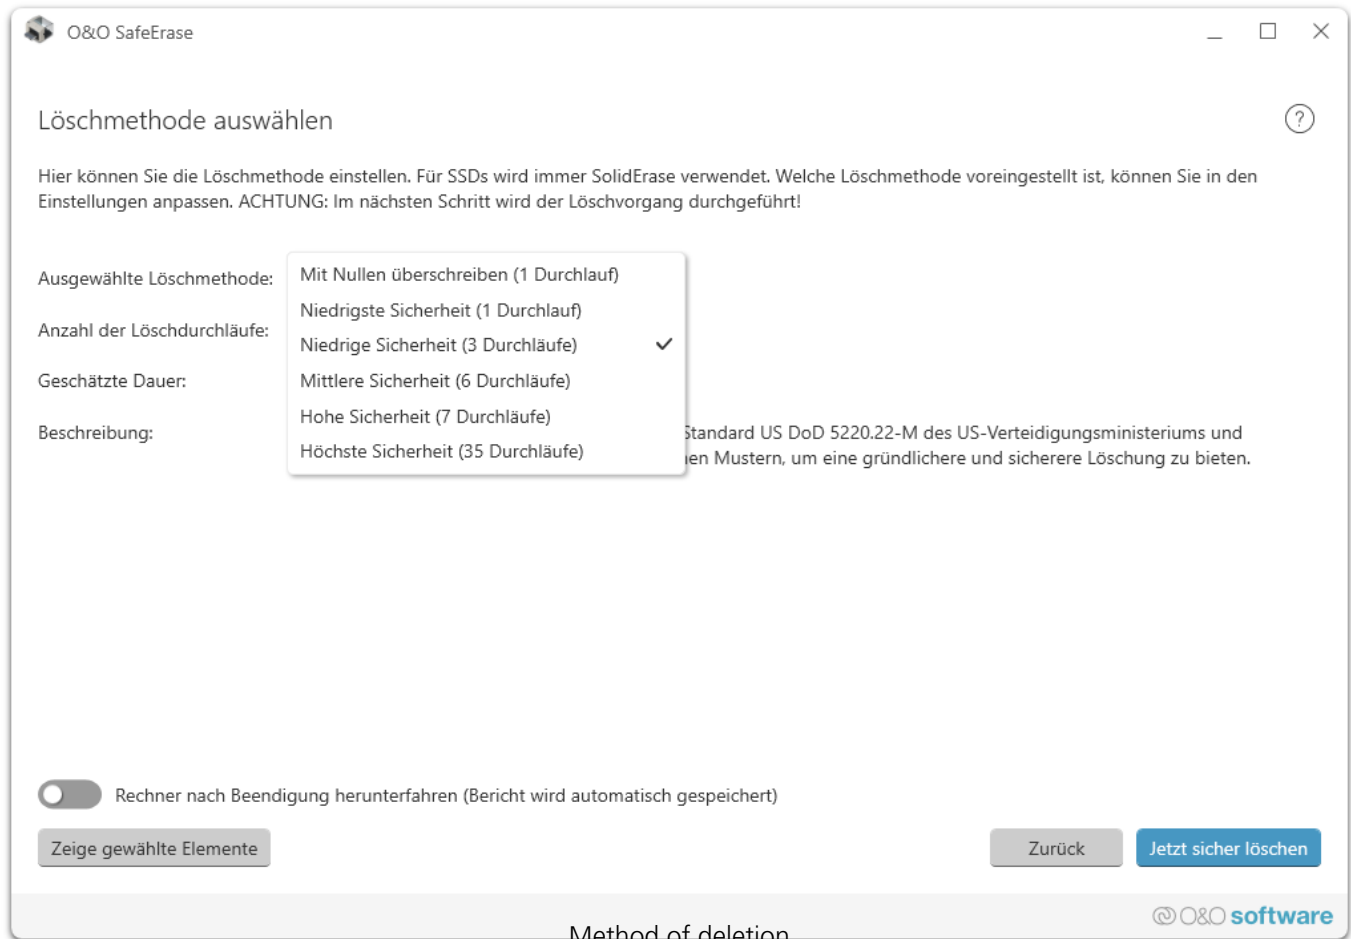 O&O SafeErase
Löschmethode auswählen
?
Hier können Sie die Löschmethode einstellen. Für SSDs wird immer SolidErase verwendet. Welche Löschmethode voreingestellt ist, können Sie in den
Einstellungen anpassen. ACHTUNG: Im nächsten Schritt wird der Löschvorgang durchgeführt!
Ausgewählte Löschmethode:
Mit Nullen überschreiben (1 Durchlauf)
Niedrigste Sicherheit (1 Durchlauf)
Anzahl der Löschdurchläufe:
Niedrige Sicherheit (3 Durchläufe)
Geschätzte Dauer:
Mittlere Sicherheit (6 Durchläufe)
Hohe Sicherheit (7 Durchläufe)
Beschreibung:
Höchste Sicherheit (35 Durchläufe)
Standard US DoD 5220.22-M des US-Verteidigungsministeriums und
Mustern, um eine gründlichere und sicherere Löschung zu bieten.
Rechner nach Beendigung herunterfahren (Bericht wird automatisch gespeichert)
Zeige gewählte Elemente
Zurück
Jetzt sicher löschen
O&O software
Method of deletion